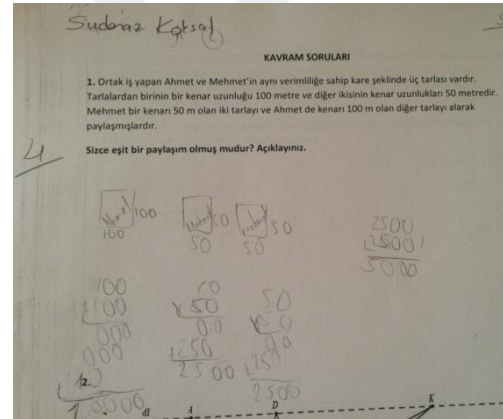 Sudenaz Köksal
KAVRAM SORULARI
1. Ortak iş yapan Ahmet ve Mehmet'in aynı verimliliğe sahip kare şeklinde üç tarlası vardır.
Tarlalardan birinin bir kenar uzunluğu 100 metre ve diğer ikisinin kenar uzunlukları 50 metredir.
Mehmet bir kenarı 50 m olan iki tarlayı ve Ahmet de kenarı 100 m olan diğer tarlayı alarak
paylaşmışlardır.
4
Sizce eşit bir paylaşım olmuş mudur? Açıklayınız.
Ahmet 100 50 50
100 50 50
2500
2500
5000
100
100
000
000
10000
50
x 50
00
+250
2500
50
x 50
00
+250
2500
d1 A D K